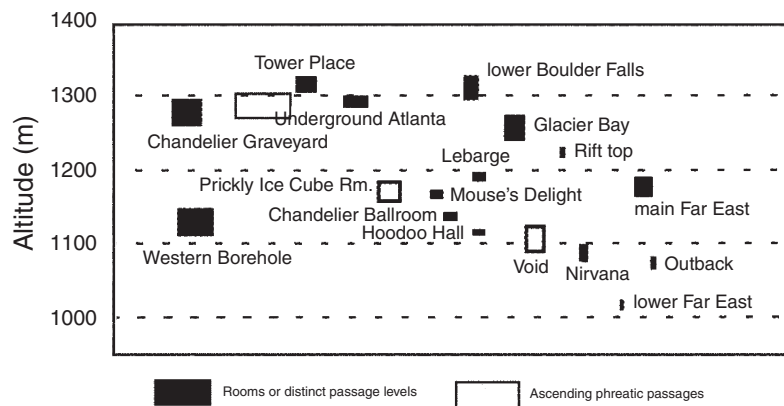 1400
Tower Place
lower Boulder Falls
1300
Underground Atlanta
Glacier Bay
Chandelier Graveyard
Lebarge
Rift top
1200
Prickly Ice Cube Rm.
Mouse's Delight
main Far East
Chandelier Ballroom
Hoodoo Hall
1100
Western Borehole
Void
Nirvana
Outback
lower Far East
1000
Altitude (m)
Rooms or distinct passage levels
Ascending phreatic passages